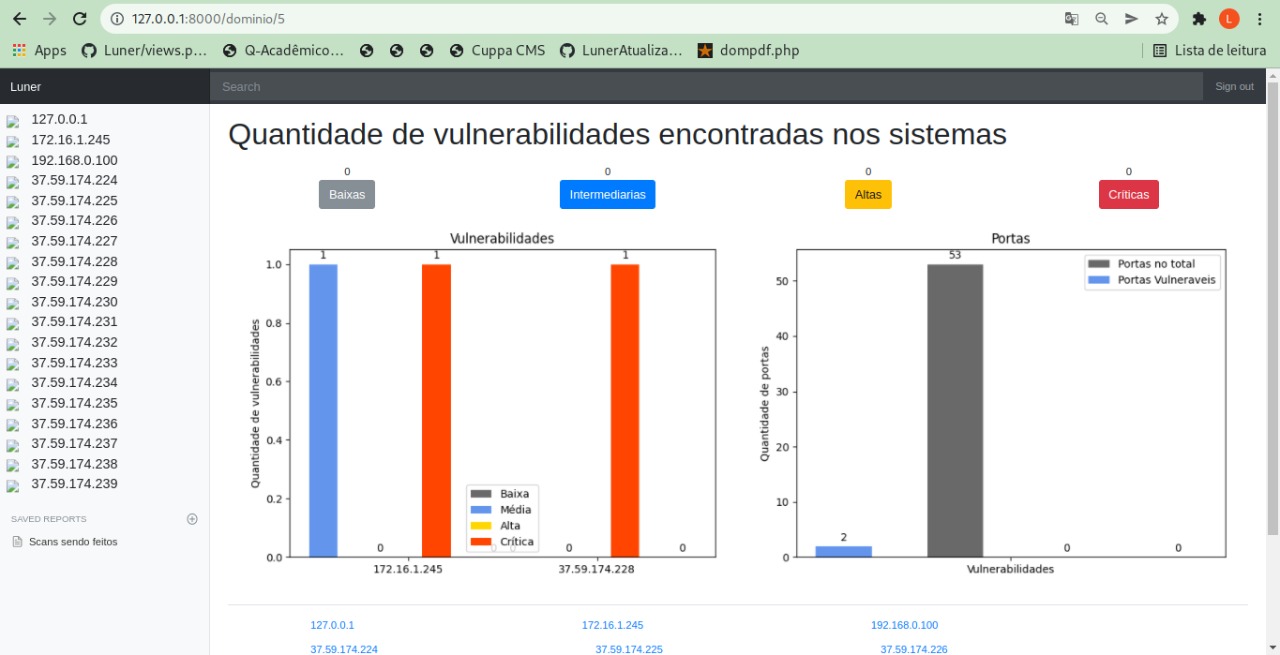 127.0.0.1:8000/dominio/5
Apps Luner/views.p… Q-Acadêmico… Cuppa CMS LunerAtualiza… dompdf.php Lista de leitura
L
Luner Search Sign out
127.0.0.1
172.16.1.245
192.168.0.100
37.59.174.224
37.59.174.225
37.59.174.226
37.59.174.227
37.59.174.228
37.59.174.229
37.59.174.230
37.59.174.231
37.59.174.232
37.59.174.233
37.59.174.234
37.59.174.235
37.59.174.236
37.59.174.237
37.59.174.238
37.59.174.239
SAVED REPORTS
Scans sendo feitos
Quantidade de vulnerabilidades encontradas nos sistemas
0 0 0 0
Baixas Intermediarias Altas Críticas
Vulnerabilidades
Quantidade de vulnerabilidades
1.0
0.8
0.6
0.4
0.2
0.0
1 1 1
0 0 0 0 0
Baixa
Média
Alta
Crítica
172.16.1.245 37.59.174.228
Portas
Quantidade de portas
50
40
30
20
10
0
2 53 0 0
Portas no total
Portas Vulneraveis
Vulnerabilidades
127.0.0.1 172.16.1.245 192.168.0.100
37.59.174.224 37.59.174.225 37.59.174.226